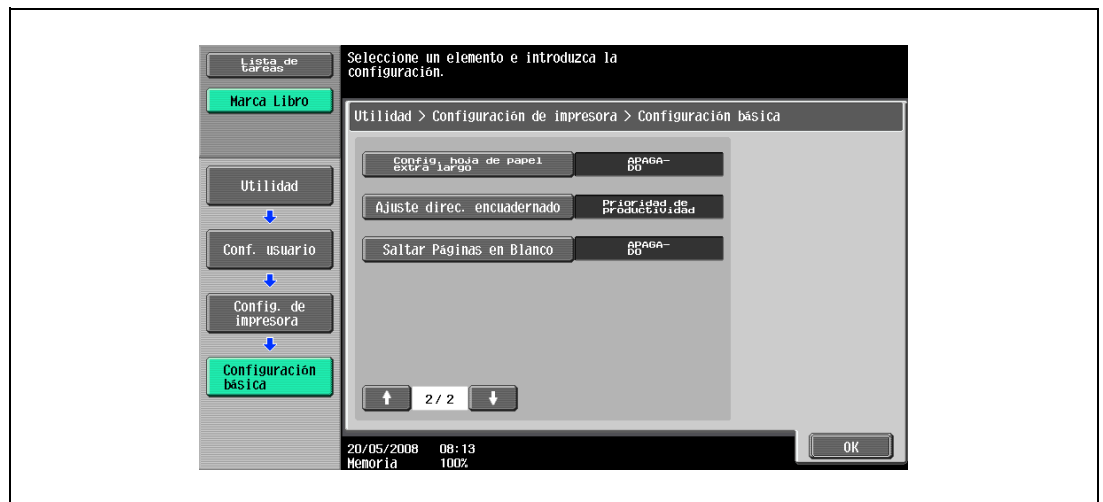 Lista de
tareas
Marca Libro
Utilidad
Conf. usuario
Config. de
impresora
Configuración
básica
Seleccione un elemento e introduzca la
configuración.
Utilidad > Configuración de impresora > Configuración básica
Config. hoja de papel
extra largo
APAGA-
DO
Ajuste direc. encuadernado
Prioridad de
productividad
Saltar Páginas en Blanco
APAGA-
DO
2/ 2
20/05/2008 08:13
Memoria 100%
OK